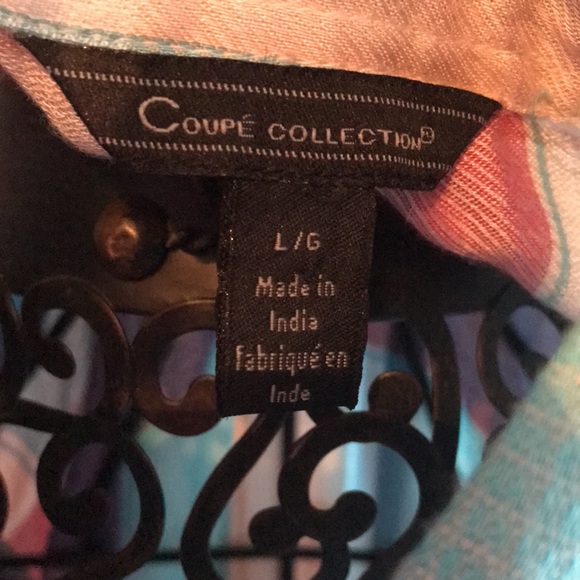 COUPÉ COLLECTION®
L/G
Made in
India
Fabriqué en
Inde